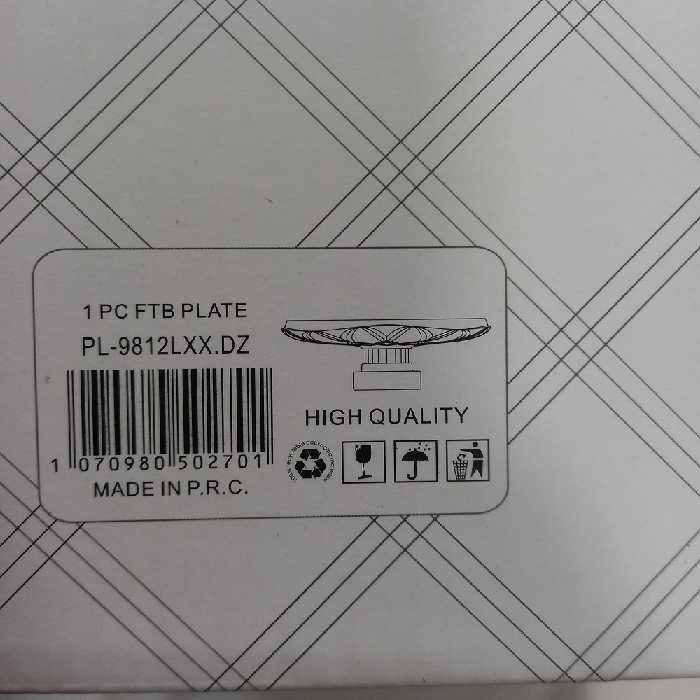 1 PC FTB PLATE
PL-9812LXX.DZ
1 070980 502701
MADE IN P.R.C.
HIGH QUALITY